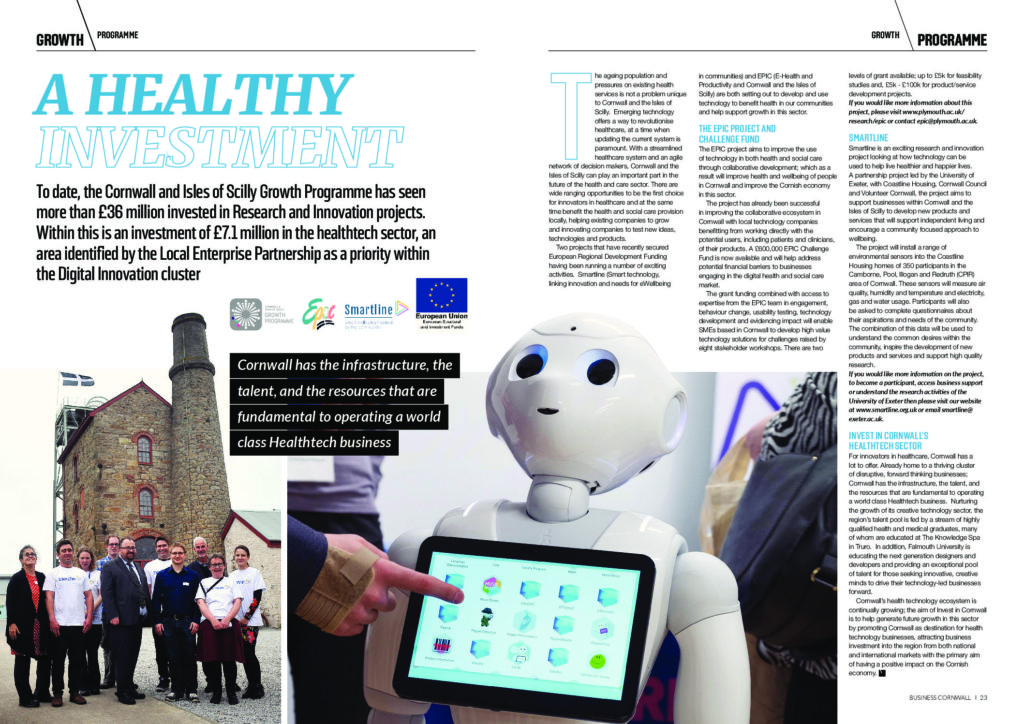 GROWTH
PROGRAMME
GROWTH
PROGRAMME
A HEALTHY
INVESTMENT
To date, the Cornwall and Isles of Scilly Growth Programme has seen
more than £36 million invested in Research and Innovation projects.
Within this is an investment of £7.1 million in the healthtech sector, an
area identified by the Local Enterprise Partnership as a priority within
the Digital Innovation cluster
GROWTH
PROGRAMME
Epic
Smartline
European Union
European Structural
and Investment Funds
Cornwall has the infrastructure, the
talent, and the resources that are
fundamental to operating a world
class Healthtech business
The ageing population and
pressures on existing health
services is not a problem unique
to Cornwall and the Isles of
Scilly. Emerging technology
offers a way to revolutionise
healthcare, at a time when
updating the current system is
paramount. With a streamlined
healthcare system and an agile
network of decision makers, Cornwall and the
Isles of Scilly can play an important part in the
future of the health and care sector. There are
wide ranging opportunities to be the first choice
for innovators in healthcare and at the same
time benefit the health and social care provision
locally, helping existing companies to grow
and innovating companies to test new ideas,
technologies and products.
Two projects that have recently secured
European Regional Development Funding
having been running a number of exciting
activities. Smartline (Smart technology,
linking innovation and needs for eWellbeing
in communities) and EPIC (E-Health and
Productivity and Cornwall and the Isles of
Scilly) are both setting out to develop and use
technology to benefit health in our communities
and help support growth in this sector.
THE EPIC PROJECT AND
CHALLENGE FUND
The EPIC project aims to improve the use
of technology in both health and social care
through collaborative development; which as a
result will improve health and wellbeing of people
in Cornwall and improve the Cornish economy
in this sector.
The project has already been successful
in improving the collaborative ecosystem in
Cornwall with local technology companies
benefitting from working directly with the
potential users, including patients and clinicians,
of their products. A £600,000 EPIC Challenge
Fund is now available and will help address
potential financial barriers to businesses
engaging in the digital health and social care
market.
The grant funding combined with access to
expertise from the EPIC team in engagement,
behaviour change, usability testing, technology
development and evidencing impact will enable
SMEs based in Cornwall to develop high value
technology solutions for challenges raised by
eight stakeholder workshops. There are two
levels of grant available; up to £5k for feasibility
studies and, £5k - £100k for product/service
development projects.
If you would like more information about this
project, please visit www.plymouth.ac.uk/
research/epic or contact epic@plymouth.ac.uk.
SMARTLINE
Smartline is an exciting research and innovation
project looking at how technology can be
used to help live healthier and happier lives.
A partnership project led by the University of
Exeter, with Coastline Housing, Cornwall Council
and Volunteer Cornwall, the project aims to
support businesses within Cornwall and the
Isles of Scilly to develop new products and
services that will support independent living and
encourage a community focused approach to
wellbeing.
The project will install a range of
environmental sensors into the Coastline
Housing homes of 350 participants in the
Camborne, Pool, Illogan and Redruth (CPIR)
area of Cornwall. These sensors will measure air
quality, humidity and temperature and electricity,
gas and water usage. Participants will also
be asked to complete questionnaires about
their aspirations and needs of the community.
The combination of this data will be used to
understand the common desires within the
community, inspire the development of new
products and services and support high quality
research.
If you would like more information on the project,
to become a participant, access business support
or understand the research activities of the
University of Exeter then please visit our website
at www.smartline.org.uk or email smartline@
exeter.ac.uk.
INVEST IN CORNWALL'S
HEALTHTECH SECTOR
For innovators in healthcare, Cornwall has a
lot to offer. Already home to a thriving cluster
of disruptive, forward thinking businesses;
Cornwall has the infrastructure, the talent, and
the resources that are fundamental to operating
a world class Healthtech business. Nurturing
the growth of its creative technology sector, the
region's talent pool is fed by a stream of highly
qualified health and medical graduates, many
of whom are educated at The Knowledge Spa
in Truro. In addition, Falmouth University is
educating the next generation designers and
developers and providing an exceptional pool
of talent for those seeking innovative, creative
minds to drive their technology-led businesses
forward.
Cornwall's health technology ecosystem is
continually growing; the aim of Invest in Cornwall
is to help generate future growth in this sector
by promoting Cornwall as destination for health
technology businesses, attracting business
investment into the region from both national
and international markets with the primary aim
of having a positive impact on the Cornish
economy.
BUSINESS CORNWALL | 23